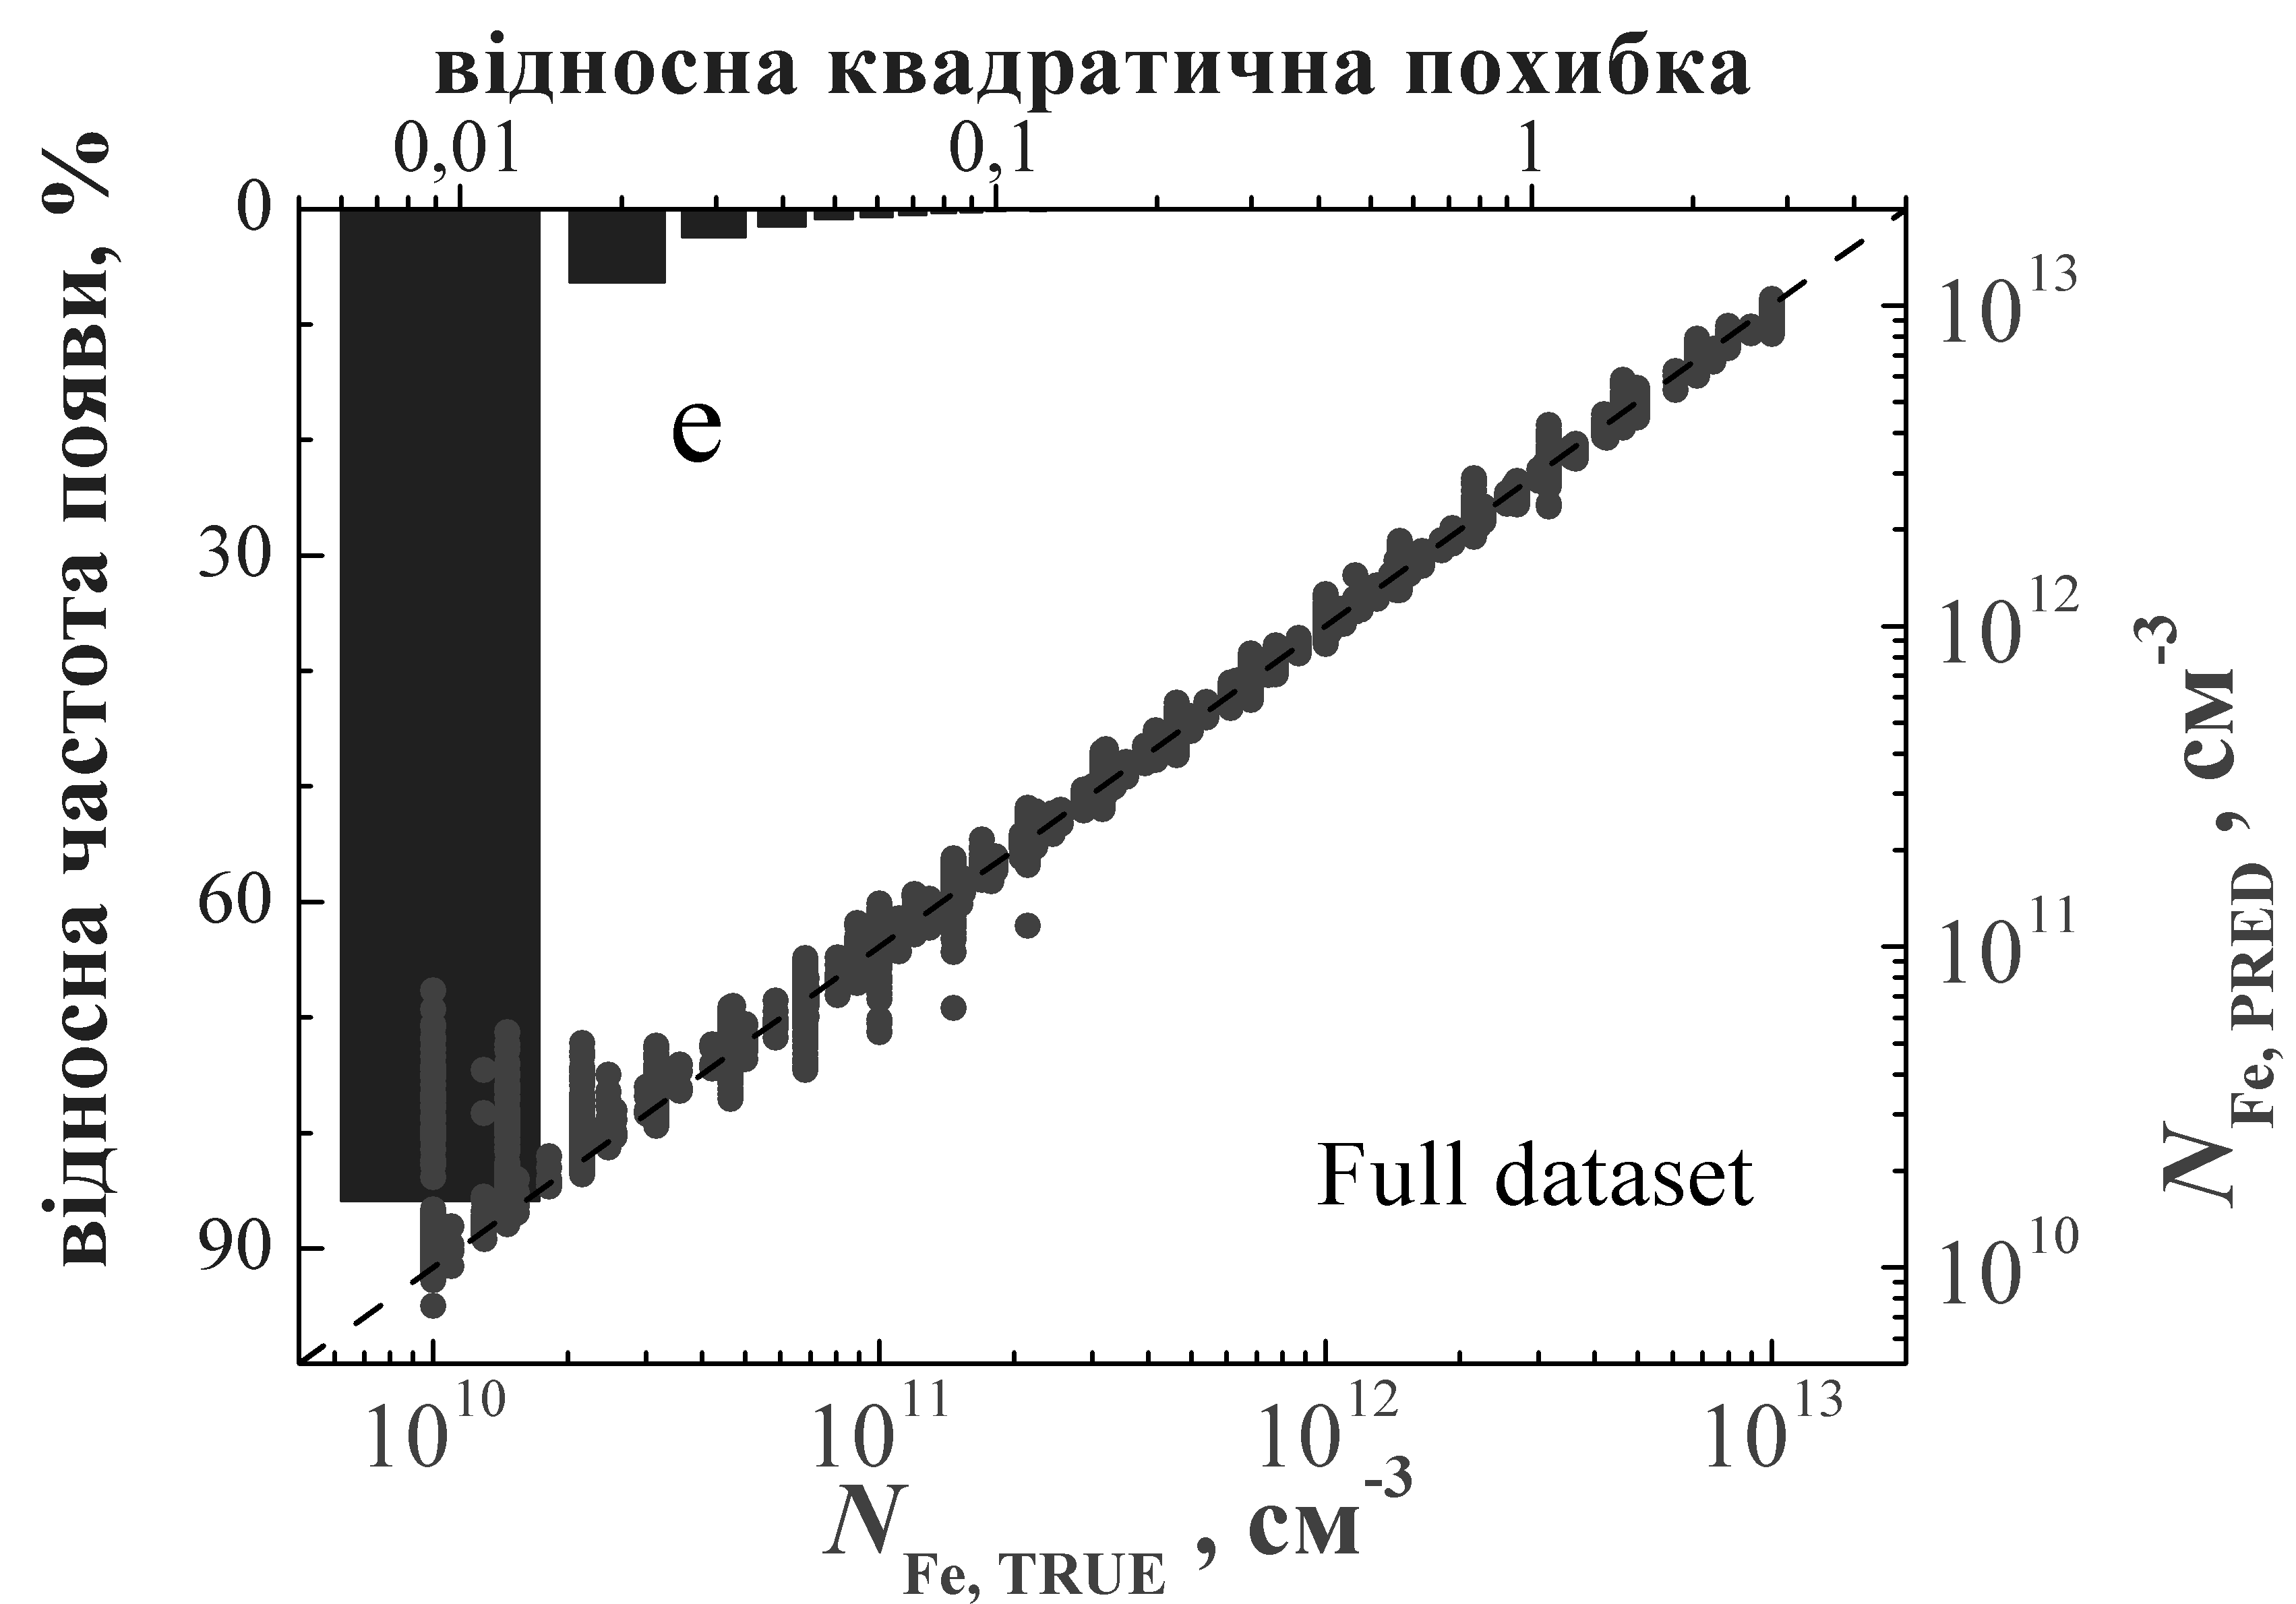 відносна квадратична похибка
0,01 0,1 1
відносна частота появи, %
0
30
60
90
e
Full dataset
10^13
10^12
10^11
10^10
N Fe, PRED , см^-3
10^10 10^11 10^12 10^13
N Fe, TRUE , см^-3